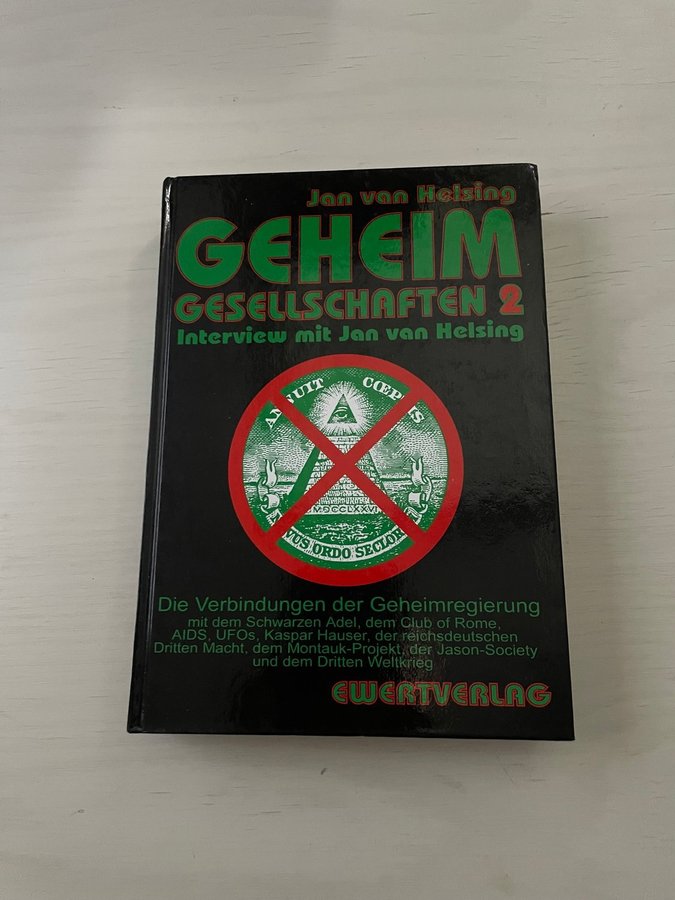 Jan van Helsing
GEHEIM
GESELLSCHAFTEN 2
Interview mit Jan van Helsing
ANNUIT CŒPTIS
MDCCLXXVI
NOVUS ORDO SECLORUM
Die Verbindungen der Geheimregierung
mit dem Schwarzen Adel, dem Club of Rome,
AIDS, UFOs, Kaspar Hauser, der reichsdeutschen
Dritten Macht, dem Montauk-Projekt, der Jason-Society
und dem Dritten Weltkrieg
EWERTVERLAG